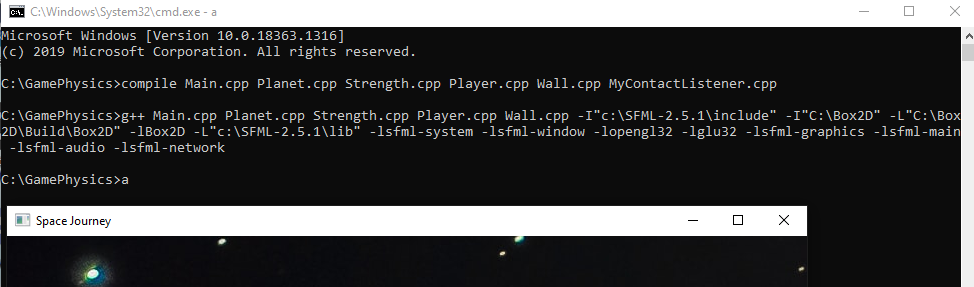 C:\Windows\System32\cmd.exe - a
Microsoft Windows [Version 10.0.18363.1316]
(c) 2019 Microsoft Corporation. All rights reserved.
C:\GamePhysics>compile Main.cpp Planet.cpp Strength.cpp Player.cpp Wall.cpp MyContactListener.cpp
C:\GamePhysics>g++ Main.cpp Planet.cpp Strength.cpp Player.cpp Wall.cpp -I"c:\SFML-2.5.1\include" -I"C:\Box2D" -L"C:\Box
2D\Build\Box2D" -lBox2D -L"c:\SFML-2.5.1\lib" -lsfml-system -lsfml-window -lopengl32 -lglu32 -lsfml-graphics -lsfml-main
-lsfml-audio -lsfml-network
C:\GamePhysics>a
Space Journey